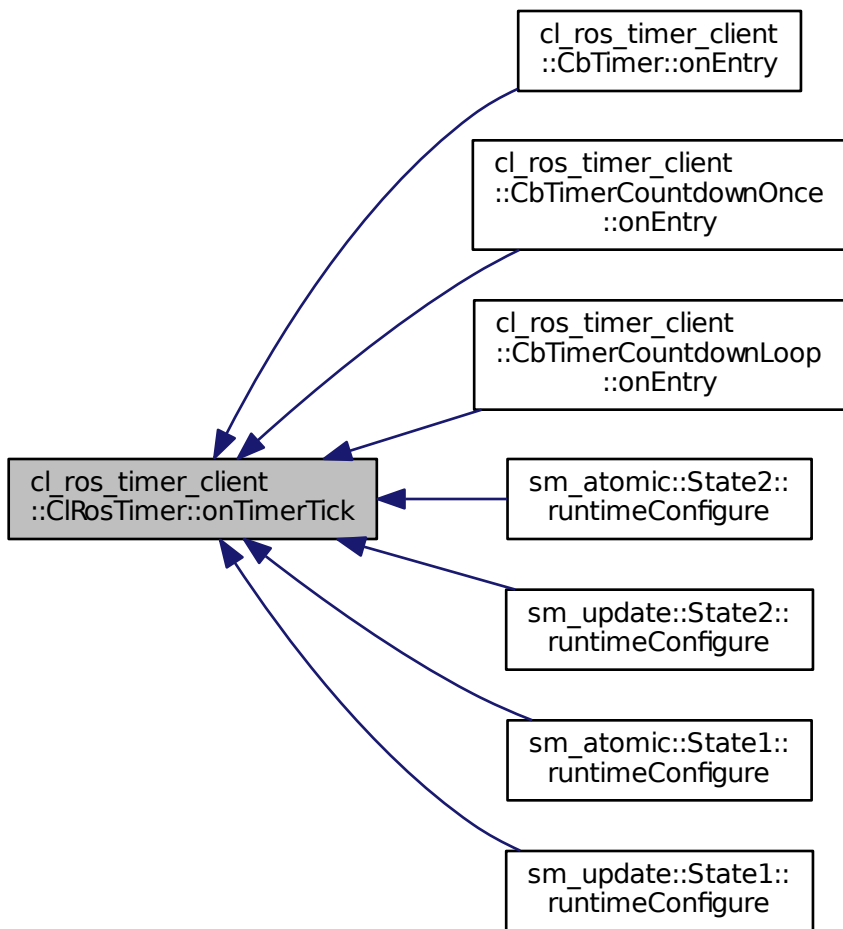 cl_ros_timer_client
::CbTimer::onEntry
cl_ros_timer_client
::CbTimerCountdownOnce
::onEntry
cl_ros_timer_client
::CbTimerCountdownLoop
::onEntry
cl_ros_timer_client
::ClRosTimer::onTimerTick
sm_atomic::State2::
runtimeConfigure
sm_update::State2::
runtimeConfigure
sm_atomic::State1::
runtimeConfigure
sm_update::State1::
runtimeConfigure